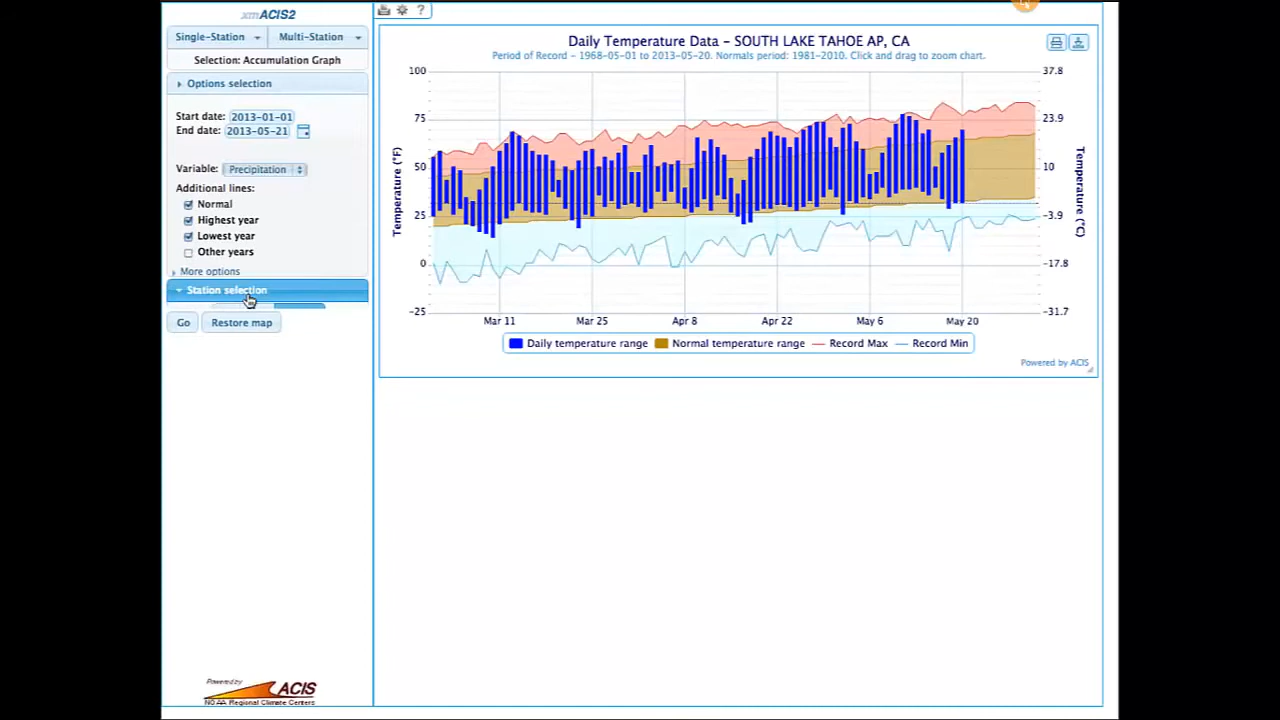 xmACIS2
Single-Station Multi-Station
Selection: Accumulation Graph
Options selection
Start date: 2013-01-01
End date: 2013-05-21
Variable: Precipitation
Additional lines:
Normal
Highest year
Lowest year
Other years
More options
Station selection
Go Restore map
Powered by
ACIS
NOAA Regional Climate Centers
?
Daily Temperature Data - SOUTH LAKE TAHOE AP, CA
Period of Record - 1968-05-01 to 2013-05-20. Normals period: 1981-2010. Click and drag to zoom chart.
Temperature (°F)
100
75
50
25
0
-25
37.8
23.9
10
-3.9
-17.8
-31.7
Temperature (°C)
Mar 11 Mar 25 Apr 8 Apr 22 May 6 May 20
Daily temperature range Normal temperature range Record Max Record Min
Powered by ACIS